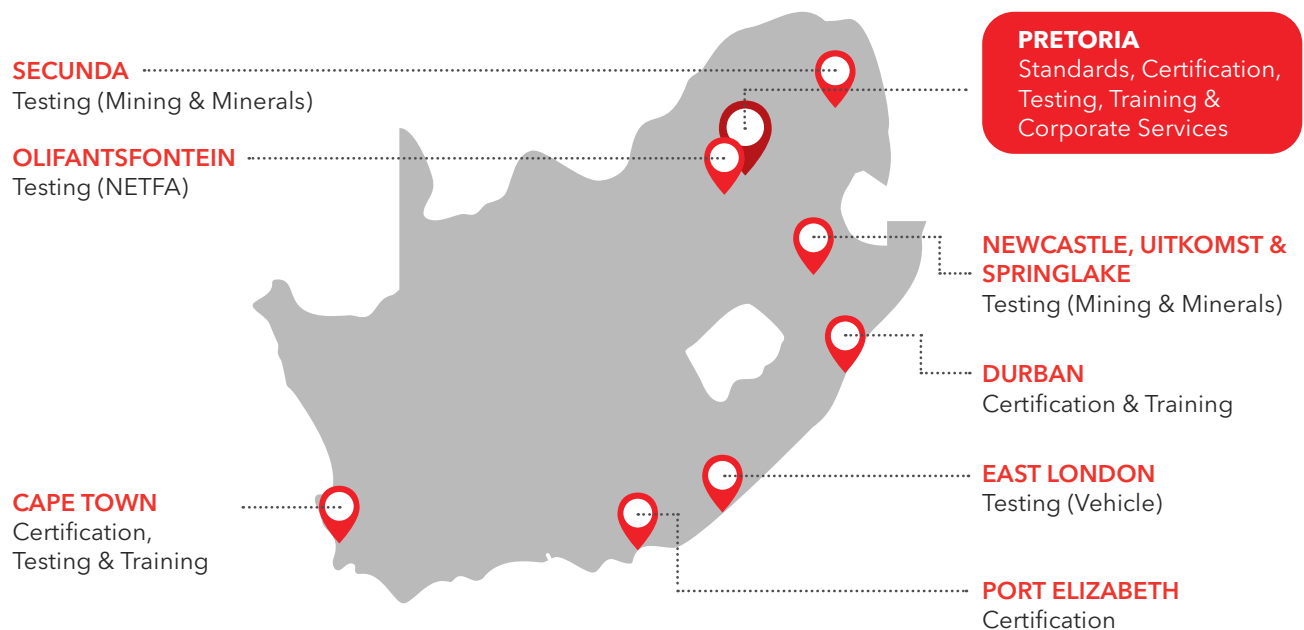 SECUNDA
Testing (Mining & Minerals)
OLIFANTSFONTEIN
Testing (NETFA)
CAPE TOWN
Certification,
Testing & Training
PRETORIA
Standards, Certification,
Testing, Training &
Corporate Services
NEWCASTLE, UITKOMST &
SPRINGLAKE
Testing (Mining & Minerals)
DURBAN
Certification & Training
EAST LONDON
Testing (Vehicle)
PORT ELIZABETH
Certification